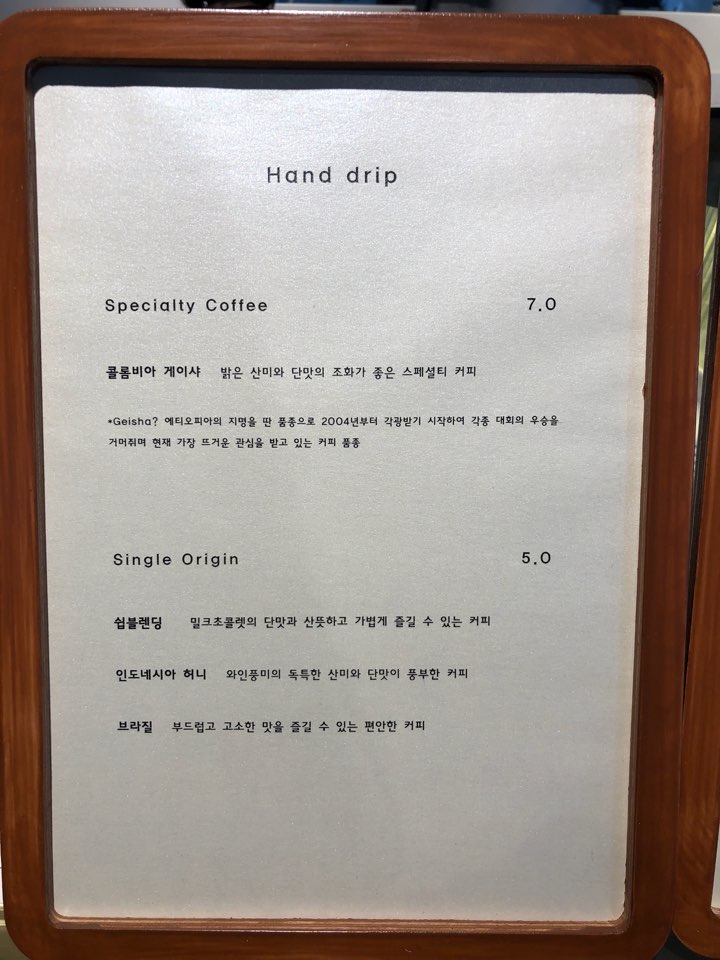 Hand drip
Specialty Coffee 7.0
콜롬비아 게이샤 밝은 산미와 단맛의 조화가 좋은 스페셜티 커피
*Geisha? 에티오피아의 지명을 딴 품종으로 2004년부터 각광받기 시작하여 각종 대회의 우승을
거머쥐며 현재 가장 뜨거운 관심을 받고 있는 커피 품종
Single Origin 5.0
쉽블렌딩 밀크초콜렛의 단맛과 산뜻하고 가볍게 즐길 수 있는 커피
인도네시아 허니 와인풍미의 독특한 산미와 단맛이 풍부한 커피
브라질 부드럽고 고소한 맛을 즐길 수 있는 편안한 커피